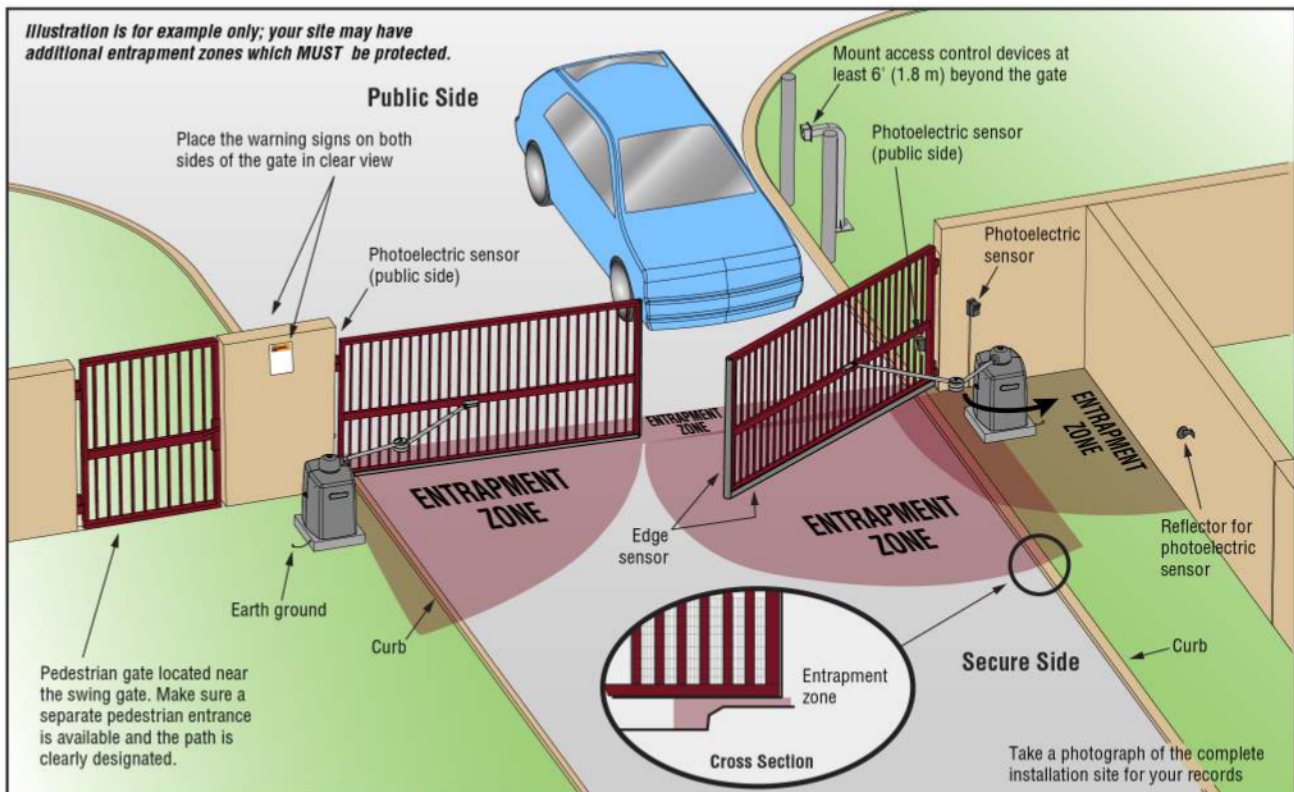 Illustration is for example only; your site may have
additional entrapment zones which MUST be protected.
Public Side
Place the warning signs on both
sides of the gate in clear view
Photoelectric sensor
(public side)
Mount access control devices at
least 6' (1.8 m) beyond the gate
Photoelectric sensor
(public side)
Photoelectric
sensor
ENTRAPMENT
ZONE
ENTRAPMENT
ZONE
ENTRAPMENT
ZONE
ENTRAPMENT
ZONE
Edge
sensor
Reflector for
photoelectric
sensor
Earth ground
Curb
Pedestrian gate located near
the swing gate. Make sure a
separate pedestrian entrance
is available and the path is
clearly designated.
Entrapment
zone
Cross Section
Secure Side
Curb
Take a photograph of the complete
installation site for your records